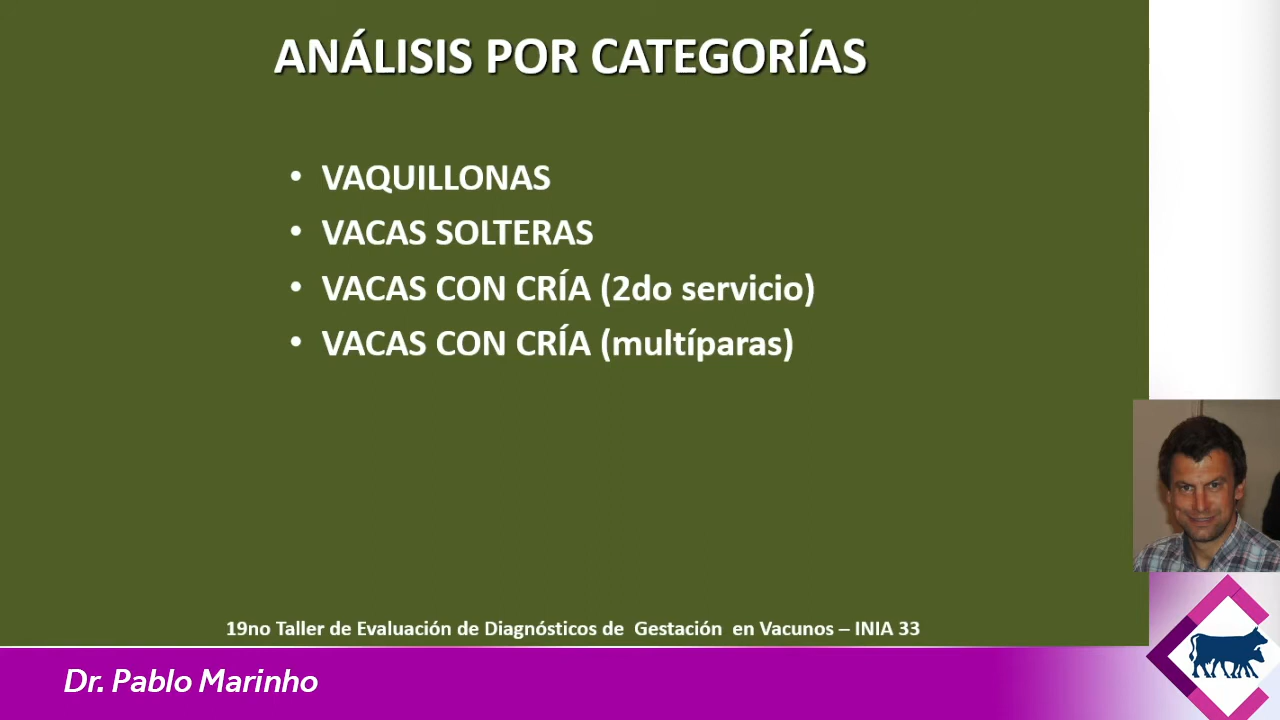 ANÁLISIS POR CATEGORÍAS
• VAQUILLONAS
• VACAS SOLTERAS
• VACAS CON CRÍA (2do servicio)
• VACAS CON CRÍA (multíparas)
19no Taller de Evaluación de Diagnósticos de Gestación en Vacunos – INIA 33
Dr. Pablo Marinho